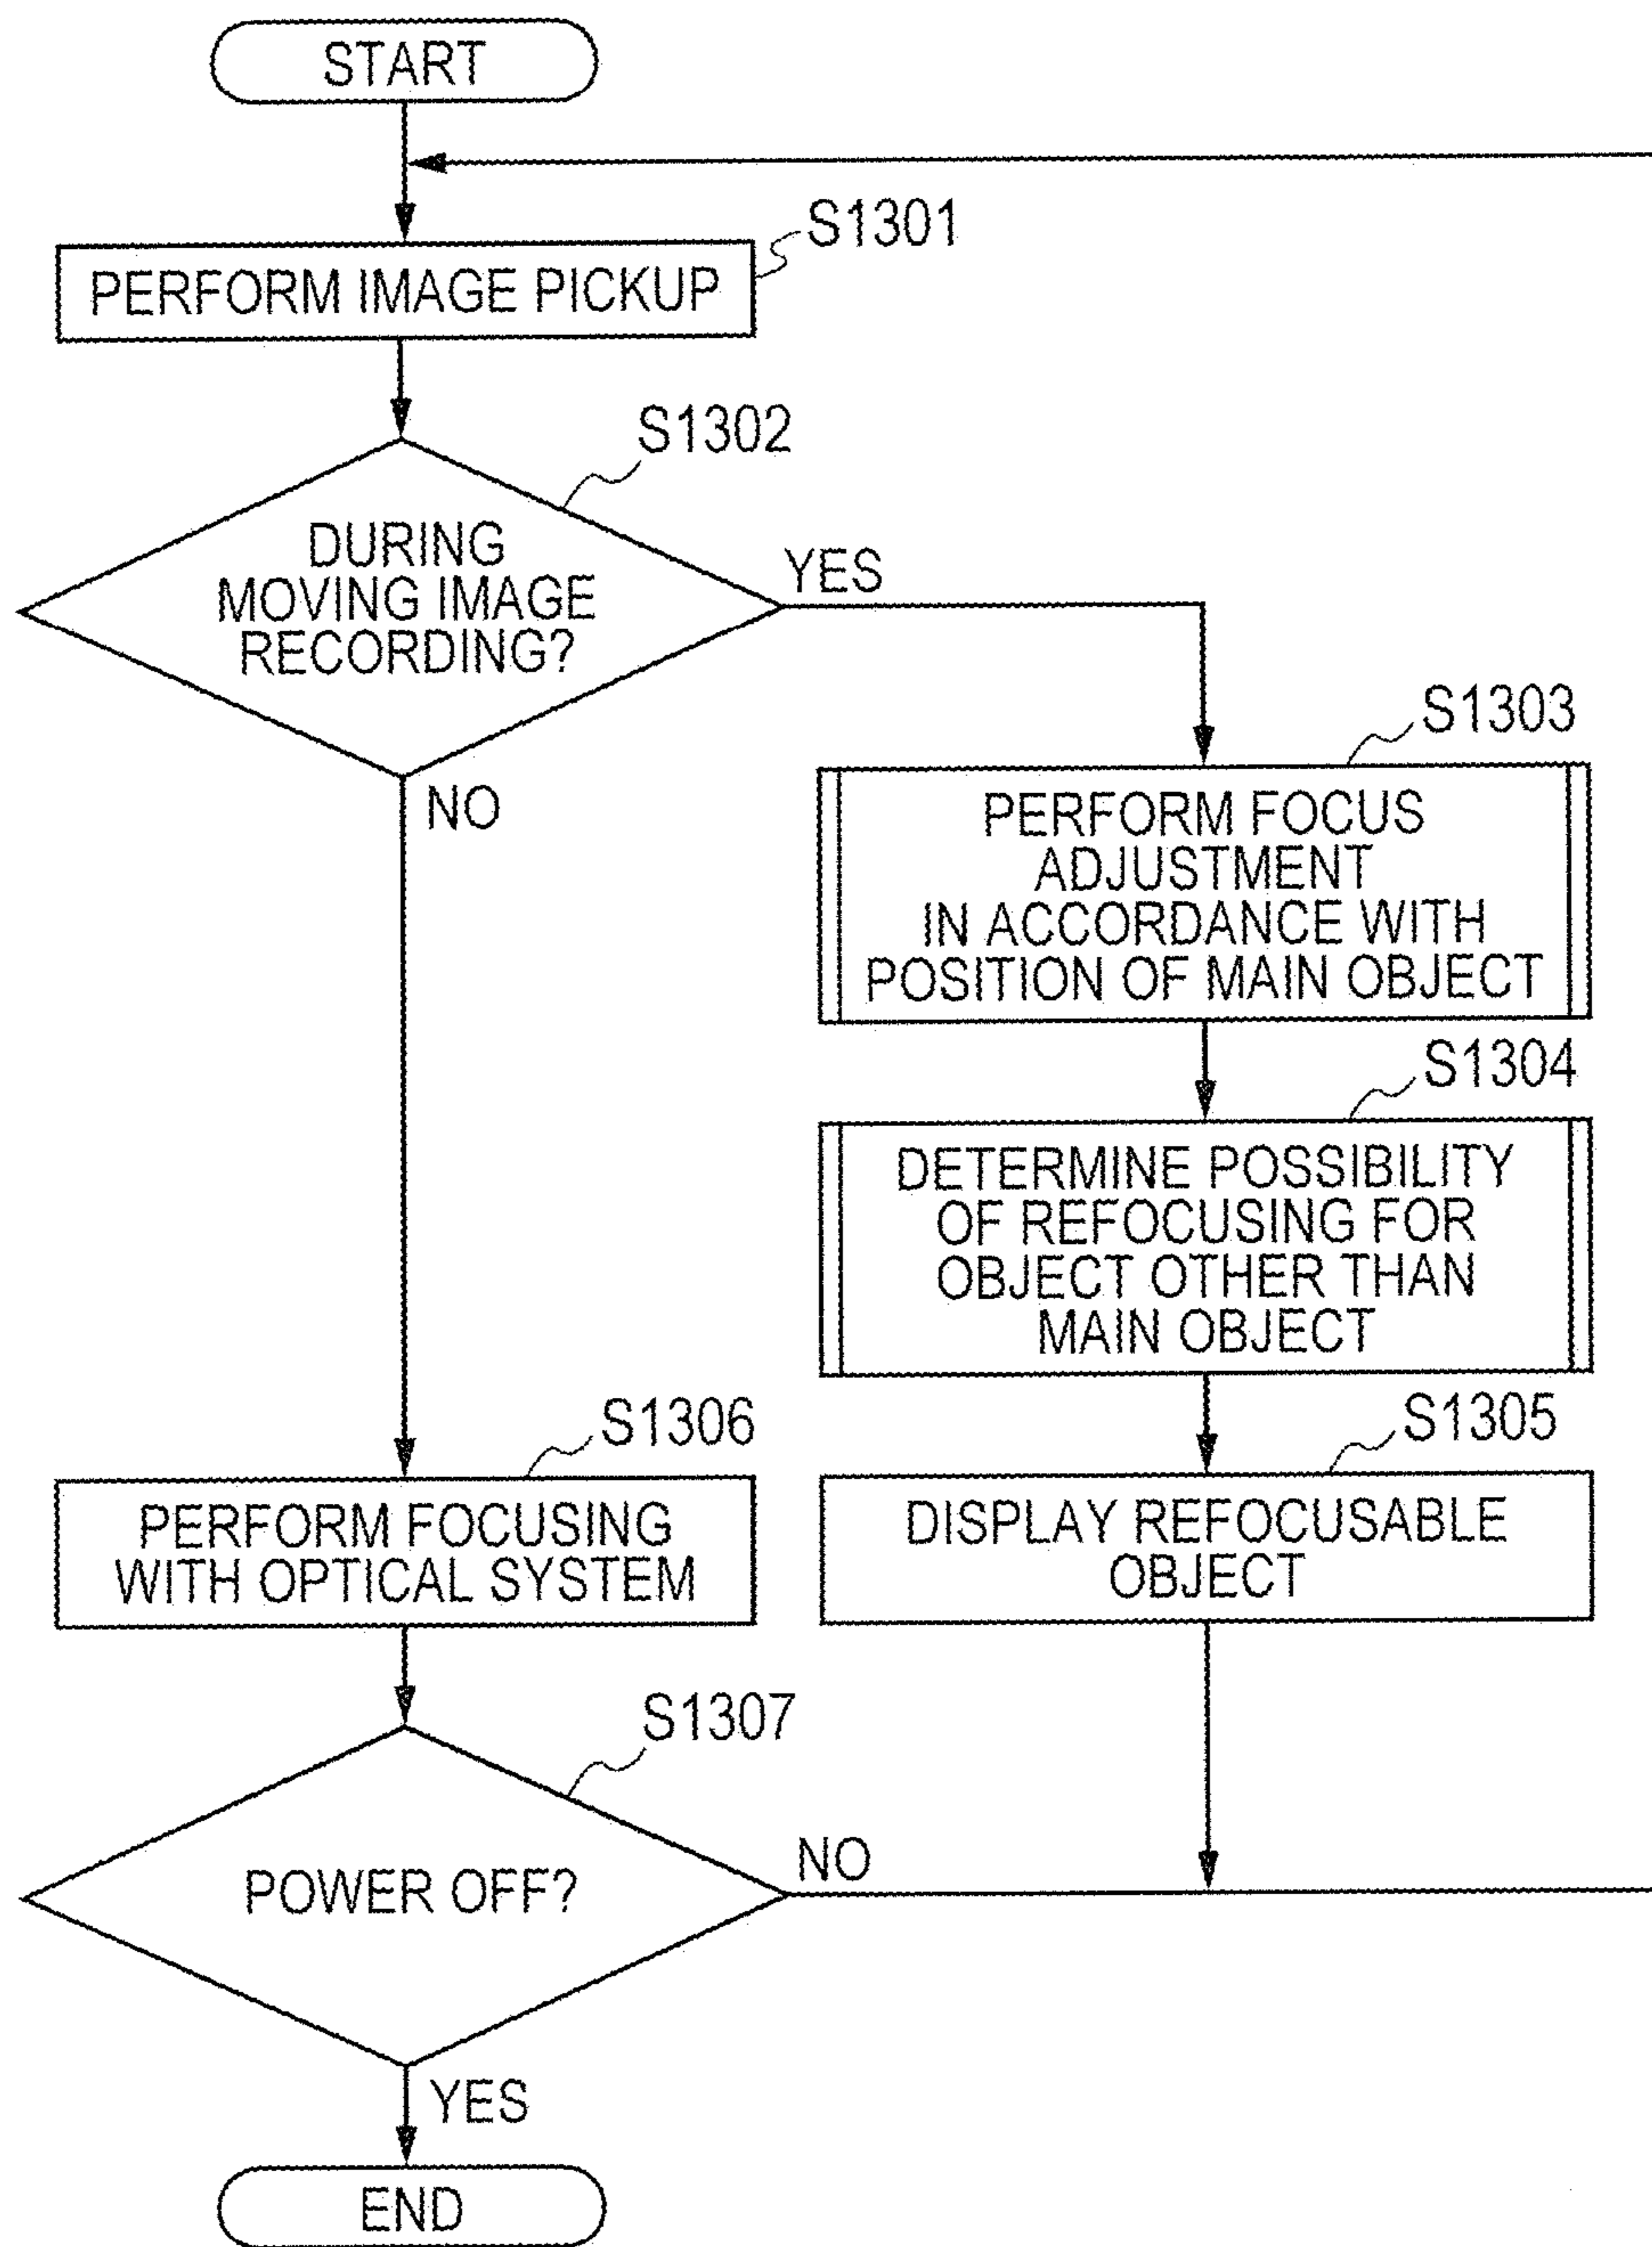 START
S1301
PERFORM IMAGE PICKUP
S1302
DURING
MOVING IMAGE
RECORDING?
YES
NO
S1303
PERFORM FOCUS
ADJUSTMENT
IN ACCORDANCE WITH
POSITION OF MAIN OBJECT
S1304
DETERMINE POSSIBILITY
OF REFOCUSING FOR
OBJECT OTHER THAN
MAIN OBJECT
S1305
DISPLAY REFOCUSABLE
OBJECT
S1306
PERFORM FOCUSING
WITH OPTICAL SYSTEM
S1307
POWER OFF?
NO
YES
END